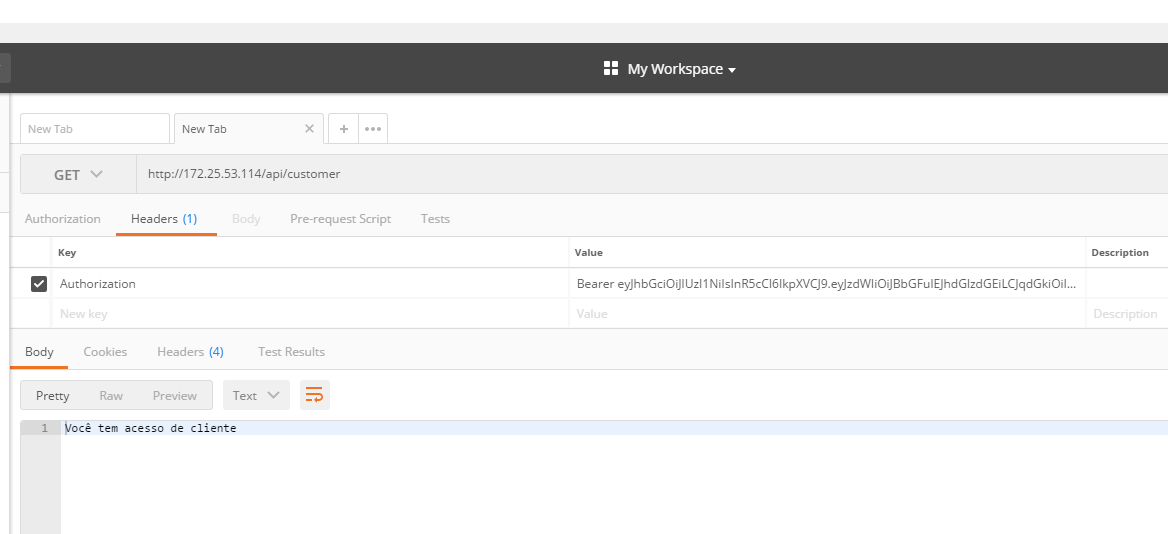 My Workspace
New Tab
New Tab
GET http://172.25.53.114/api/customer
Authorization Headers (1) Body Pre-request Script Tests
Key Value Description
Authorization Bearer eyJhbGciOiJIUzI1NiIsInR5cCI6IkpXVCJ9.eyJzdWIiOiJBbGFuIEJhdGlzdGEiLCJqdGkiOiI...
New key Value Description
Body Cookies Headers (4) Test Results
Pretty Raw Preview Text
1 Você tem acesso de cliente